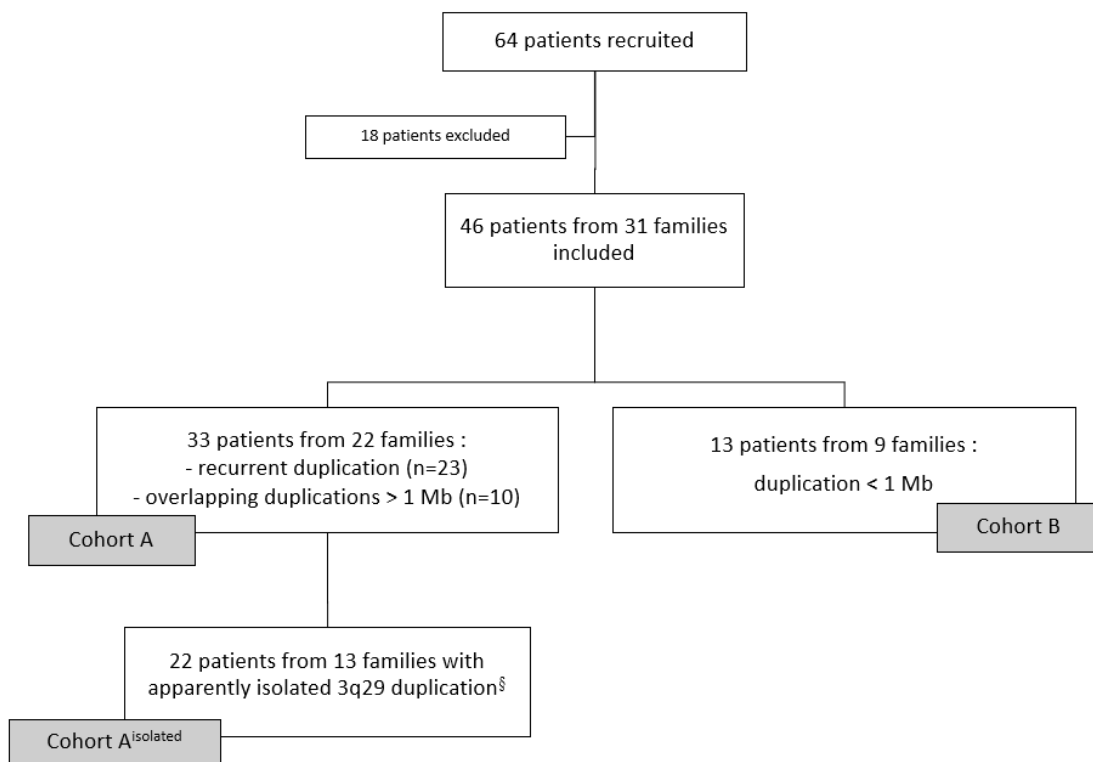 64 patients recruited
18 patients excluded
46 patients from 31 families
included
33 patients from 22 families :
- recurrent duplication (n=23)
- overlapping duplications > 1 Mb (n=10)
Cohort A
13 patients from 9 families :
duplication < 1 Mb
Cohort B
22 patients from 13 families with
apparently isolated 3q29 duplication§
Cohort Aisolated